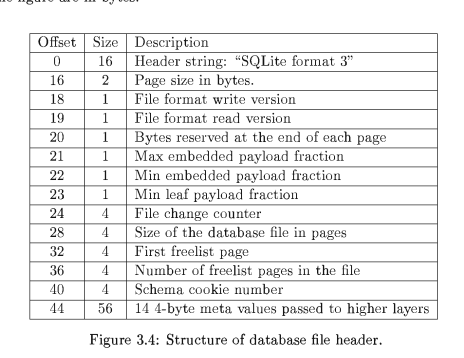 the figure are in bytes.
Offset Size Description
0 16 Header string: “SQLite format 3”
16 2 Page size in bytes.
18 1 File format write version
19 1 File format read version
20 1 Bytes reserved at the end of each page
21 1 Max embedded payload fraction
22 1 Min embedded payload fraction
23 1 Min leaf payload fraction
24 4 File change counter
28 4 Size of the database file in pages
32 4 First freelist page
36 4 Number of freelist pages in the file
40 4 Schema cookie number
44 56 14 4-byte meta values passed to higher layers
Figure 3.4: Structure of database file header.